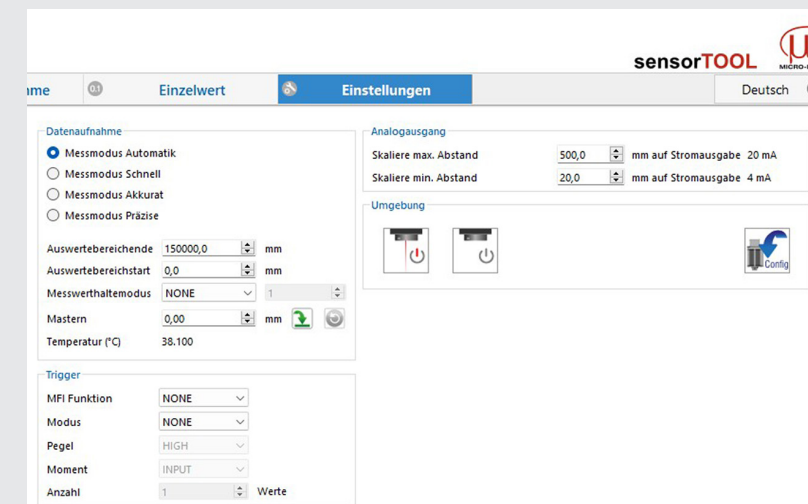 sensorTOOL
Einzelwert
Einstellungen
Deutsch
Datenaufnahme
Messmodus Automatik
Messmodus Schnell
Messmodus Akkurat
Messmodus Präzise
Auswertebereichende 150000,0 mm
Auswertebereichstart 0,0 mm
Messwerthaltemodus NONE 1
Mastern 0,00 mm
Temperatur (°C) 38.100
Trigger
MFI Funktion NONE
Modus NONE
Pegel HIGH
Moment INPUT
Anzahl 1 Werte
Analogausgang
Skaliere max. Abstand 500,0 mm auf Stromausgabe 20 mA
Skaliere min. Abstand 20,0 mm auf Stromausgabe 4 mA
Umgebung
Config